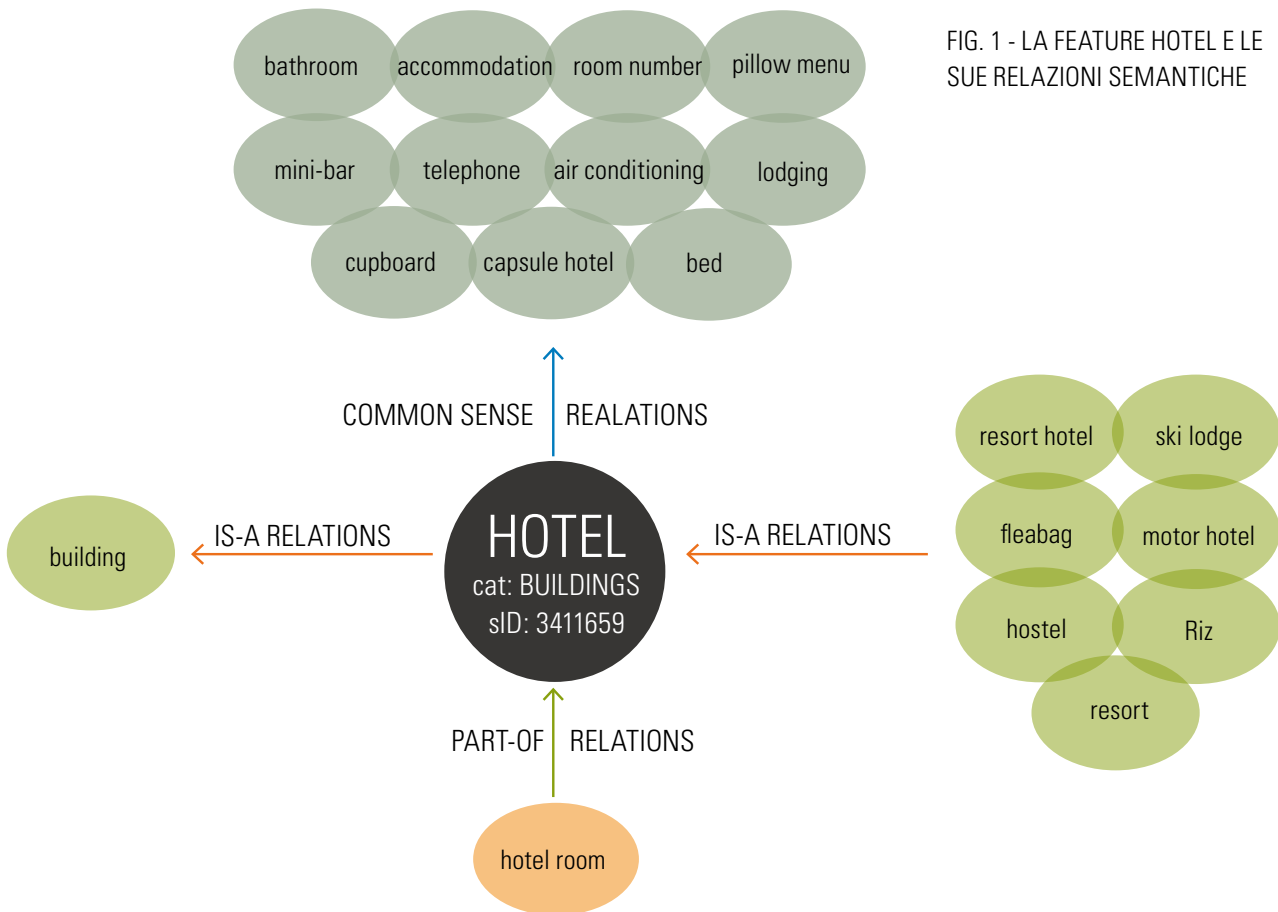 FIG. 1 - LA FEATURE HOTEL E LE
SUE RELAZIONI SEMANTICHE
bathroom
accommodation
room number
pillow menu
mini-bar
telephone
air conditioning
lodging
cupboard
capsule hotel
bed
COMMON SENSE REALATIONS
resort hotel
ski lodge
building
IS-A RELATIONS
HOTEL
cat: BUILDINGS
sID: 3411659
IS-A RELATIONS
fleabag
motor hotel
hostel
Riz
resort
PART-OF RELATIONS
hotel room